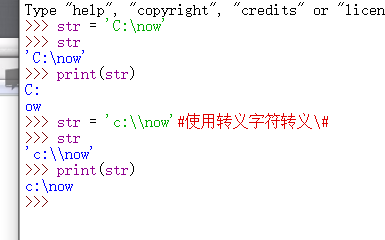 Type "help", "copyright", "credits" or "licen
>>> str = 'C:\now'
>>> str
'C:\now'
>>> print(str)
C:
ow
>>> str = 'c:\\now'#使用转义字符转义\#
>>> str
'c:\\now'
>>> print(str)
c:\now
>>>